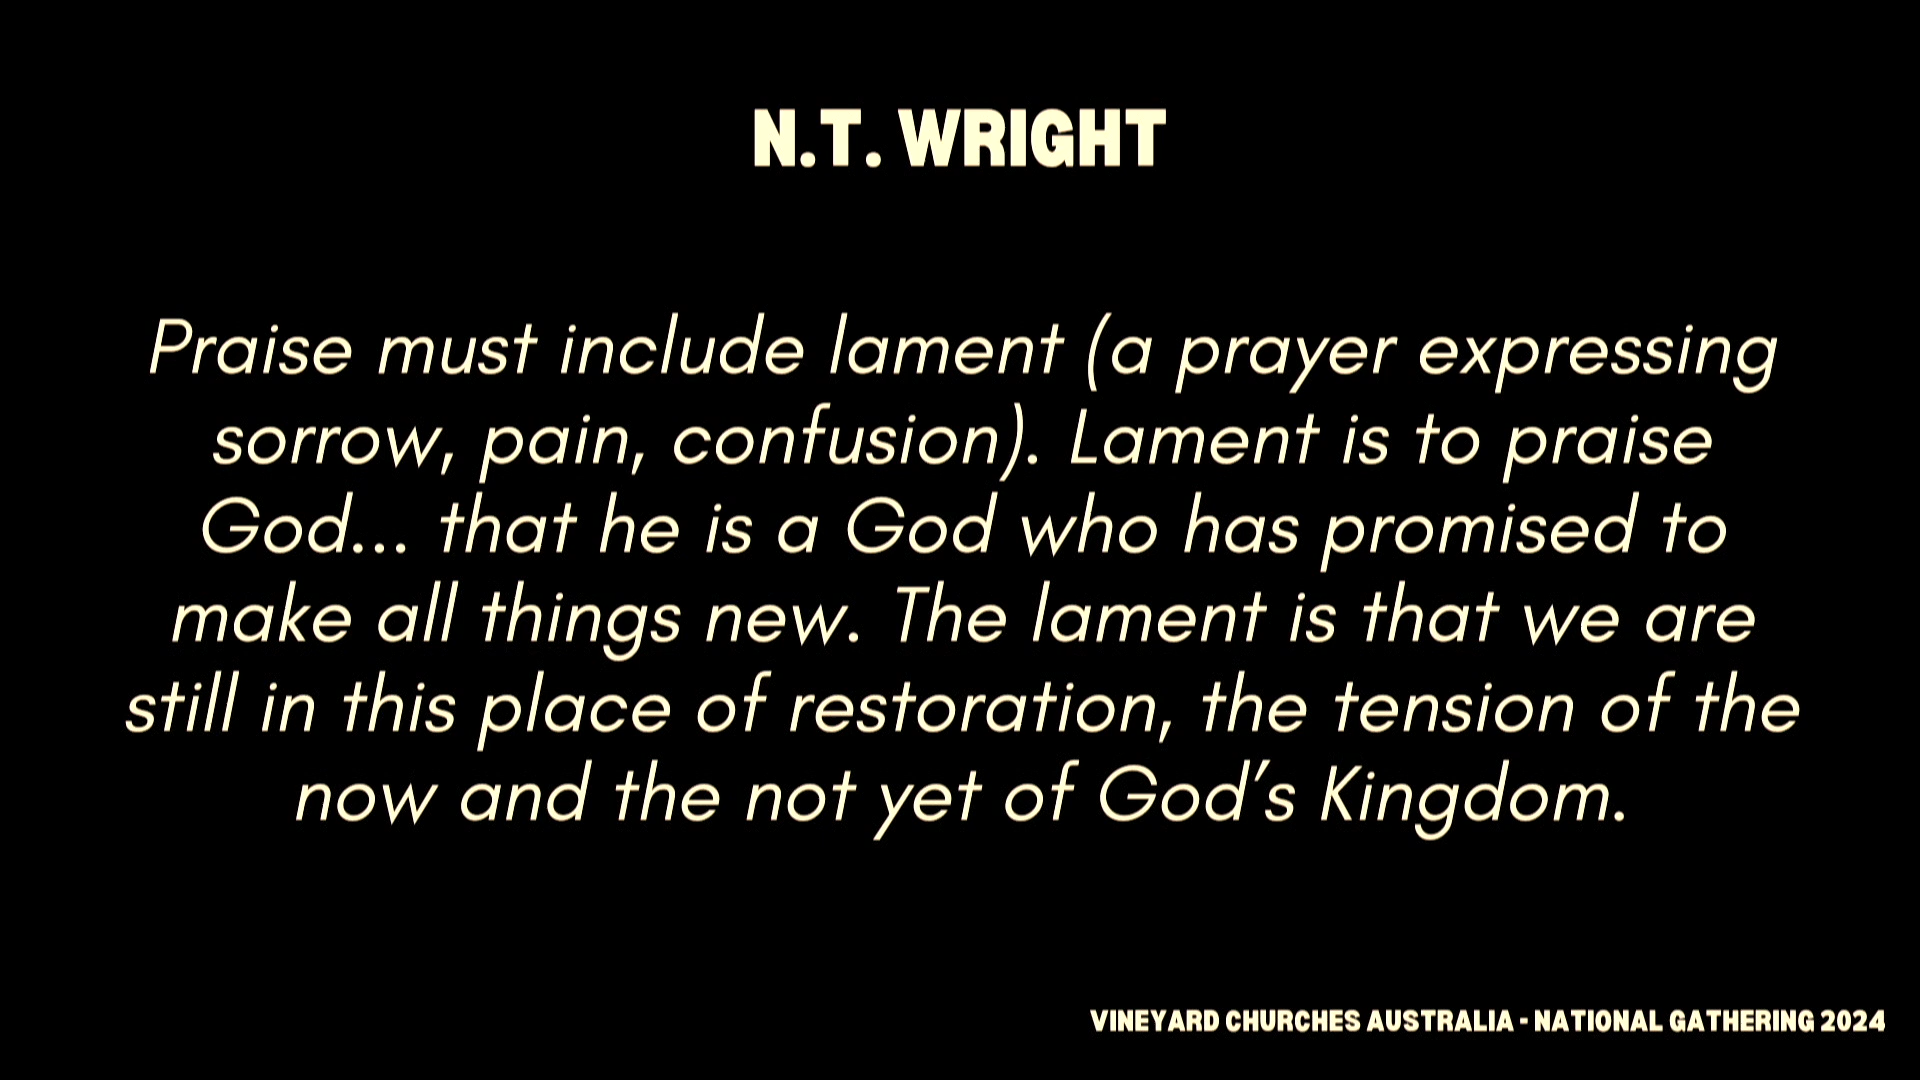 N.T. WRIGHT
Praise must include lament (a prayer expressing
sorrow, pain, confusion). Lament is to praise
God... that he is a God who has promised to
make all things new. The lament is that we are
still in this place of restoration, the tension of the
now and the not yet of God’s Kingdom.
VINEYARD CHURCHES AUSTRALIA - NATIONAL GATHERING 2024